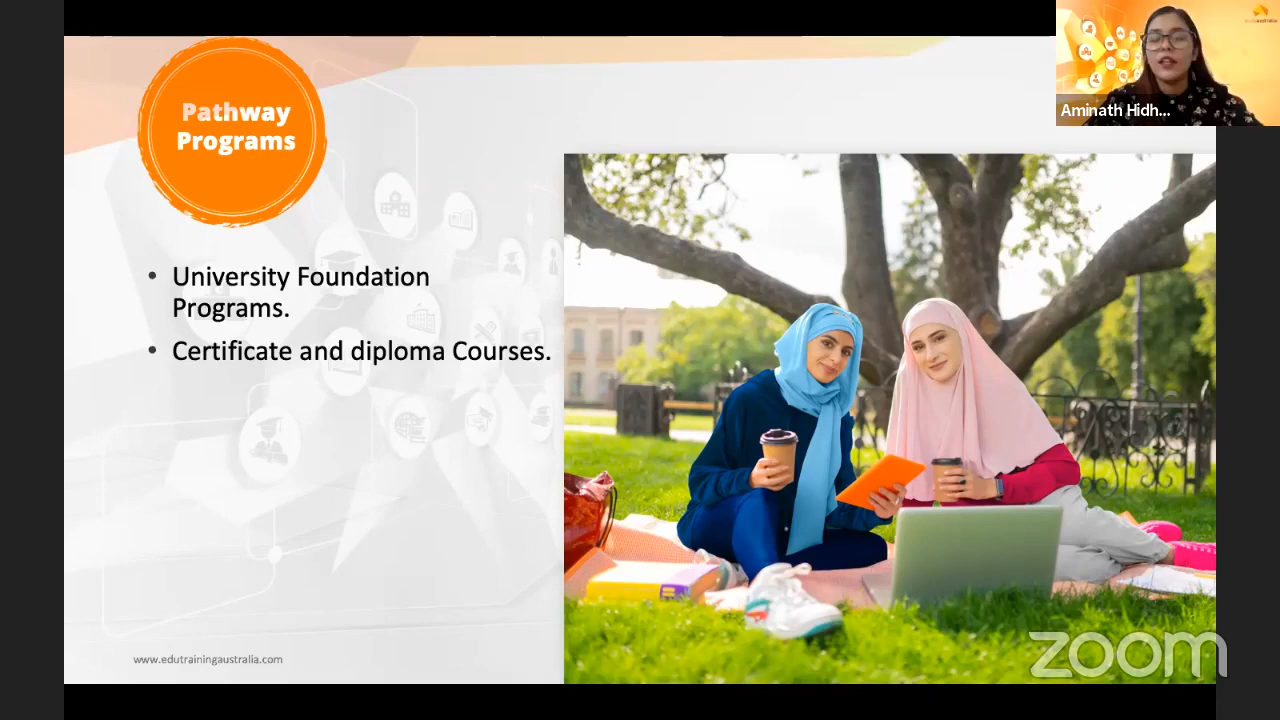 Pathway
Programs
Aminath Hidh...
• University Foundation
Programs.
• Certificate and diploma Courses.
www.edutrainingaustralia.com
zoom